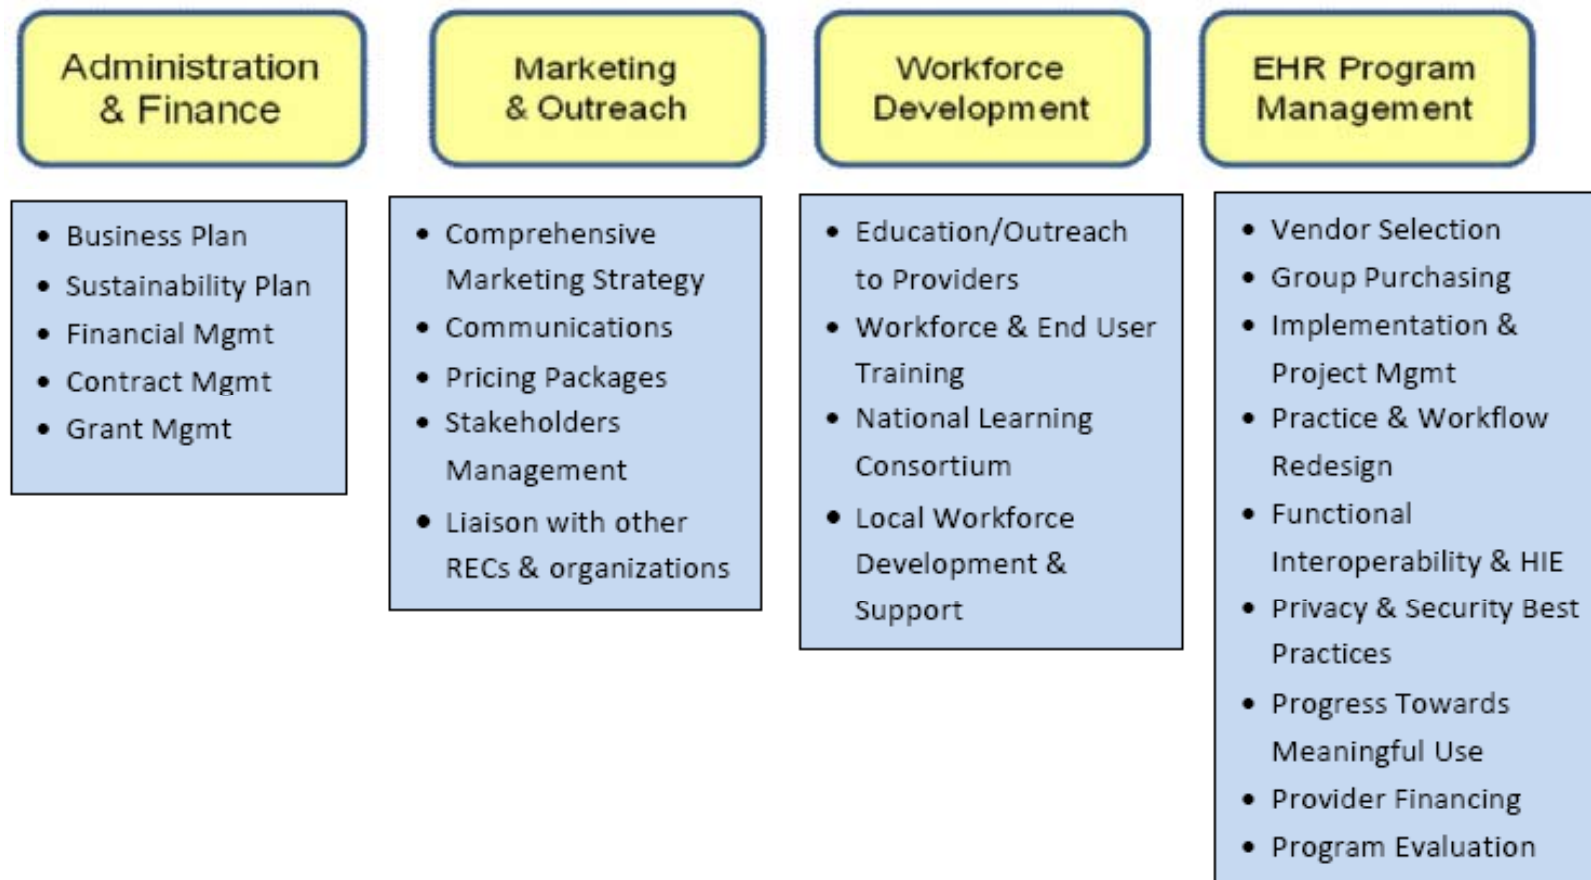 Administration
& Finance
• Business Plan
• Sustainability Plan
• Financial Mgmt
• Contract Mgmt
• Grant Mgmt
Marketing
& Outreach
• Comprehensive
Marketing Strategy
• Communications
• Pricing Packages
• Stakeholders
Management
• Liaison with other
RECs & organizations
Workforce
Development
• Education/Outreach
to Providers
• Workforce & End User
Training
• National Learning
Consortium
• Local Workforce
Development &
Support
EHR Program
Management
• Vendor Selection
• Group Purchasing
• Implementation &
Project Mgmt
• Practice & Workflow
Redesign
• Functional
Interoperability & HIE
• Privacy & Security Best
Practices
• Progress Towards
Meaningful Use
• Provider Financing
• Program Evaluation